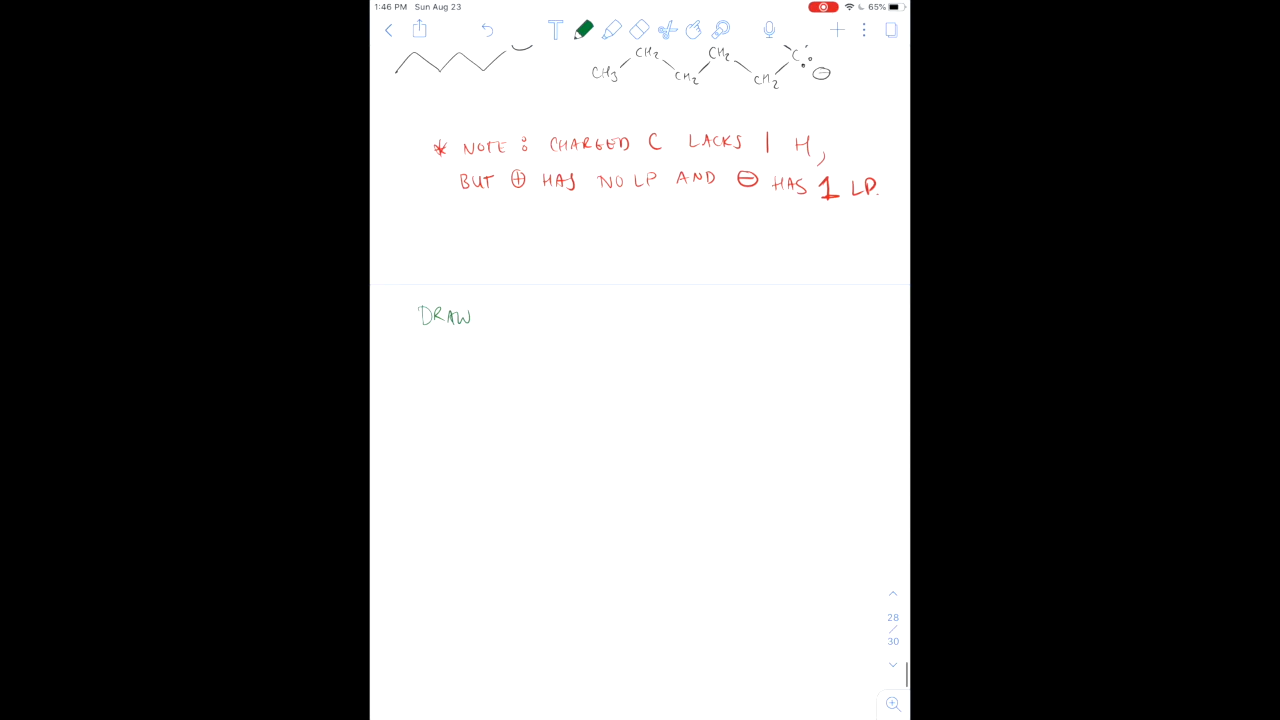 1:46 PM Sun Aug 23 65%
T
CH3 CH2 CH2 CH2 CH2 C ⊖
* NOTE : CHARGED C LACKS 1 H,
BUT ⊕ HAS NO LP AND ⊖ HAS 1 LP.
DRAW
28
/
30